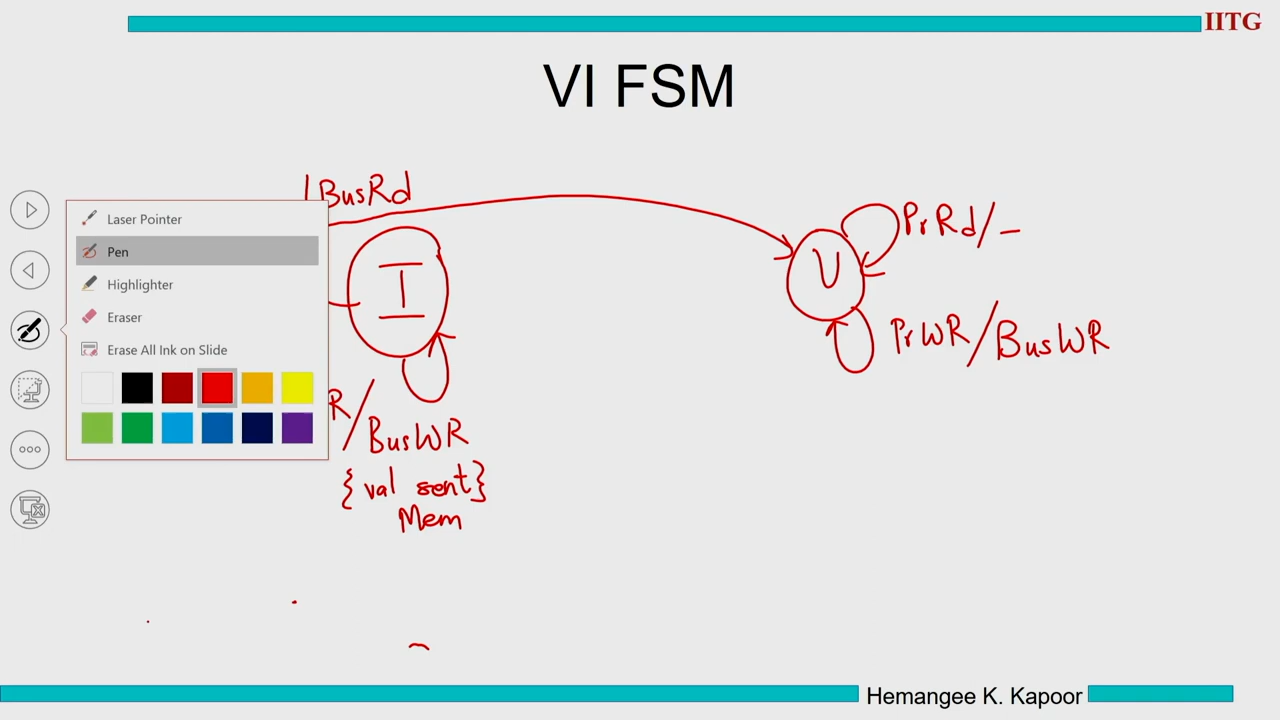 IITG
VI FSM
/BusRd
Laser Pointer
Pen
Highlighter
Eraser
Erase All Ink on Slide
I
V
PrRd/-
PrWR/BusWR
R/BusWR
{val sent}
Mem
Hemangee K. Kapoor